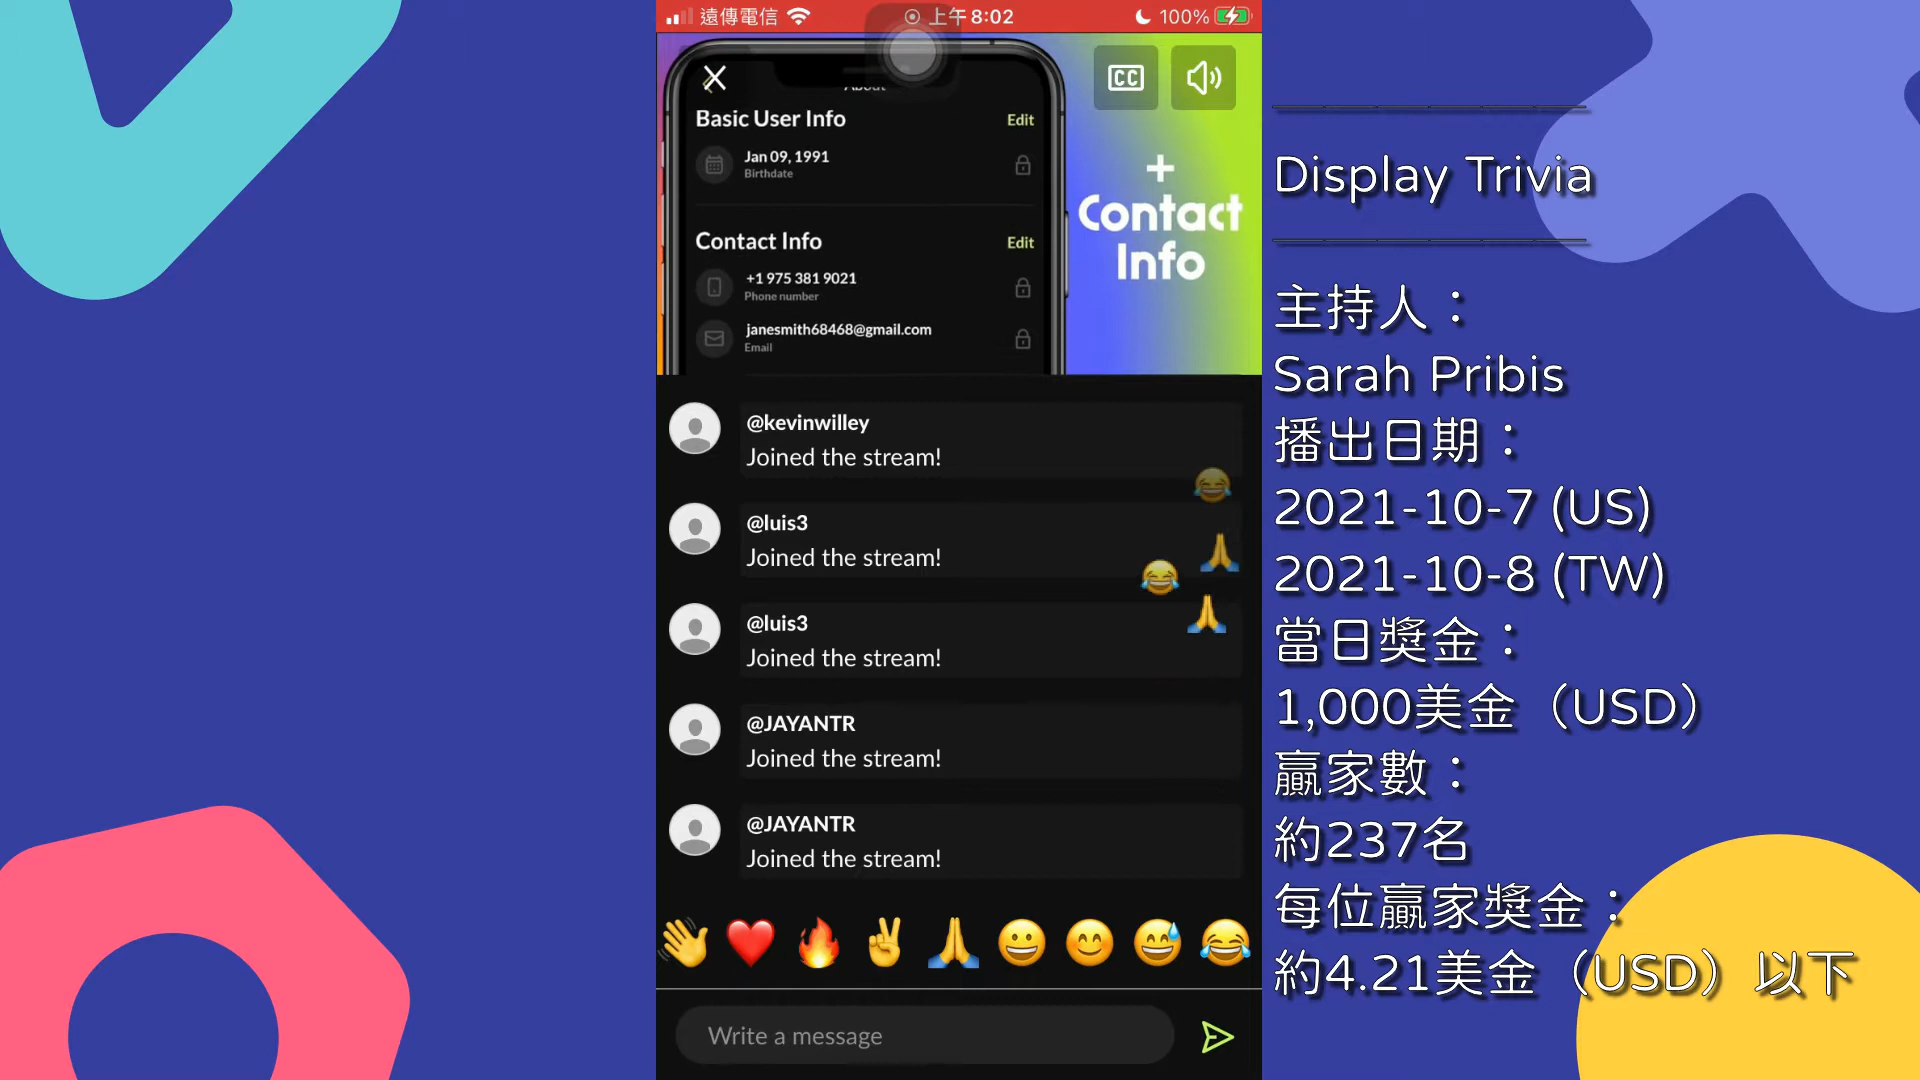 遠傳電信
上午8:02
100%
CC
About
Basic User Info
Edit
Jan 09, 1991
Birthdate
Contact Info
Edit
+1 975 381 9021
Phone number
janesmith68468@gmail.com
Email
+
Contact
Info
@kevinwilley
Joined the stream!
@luis3
Joined the stream!
@luis3
Joined the stream!
@JAYANTR
Joined the stream!
@JAYANTR
Joined the stream!
Write a message
Display Trivia
主持人：
Sarah Pribis
播出日期：
2021-10-7 (US)
2021-10-8 (TW)
當日獎金：
1,000美金（USD）
贏家數：
約237名
每位贏家獎金：
約4.21美金（USD）以下